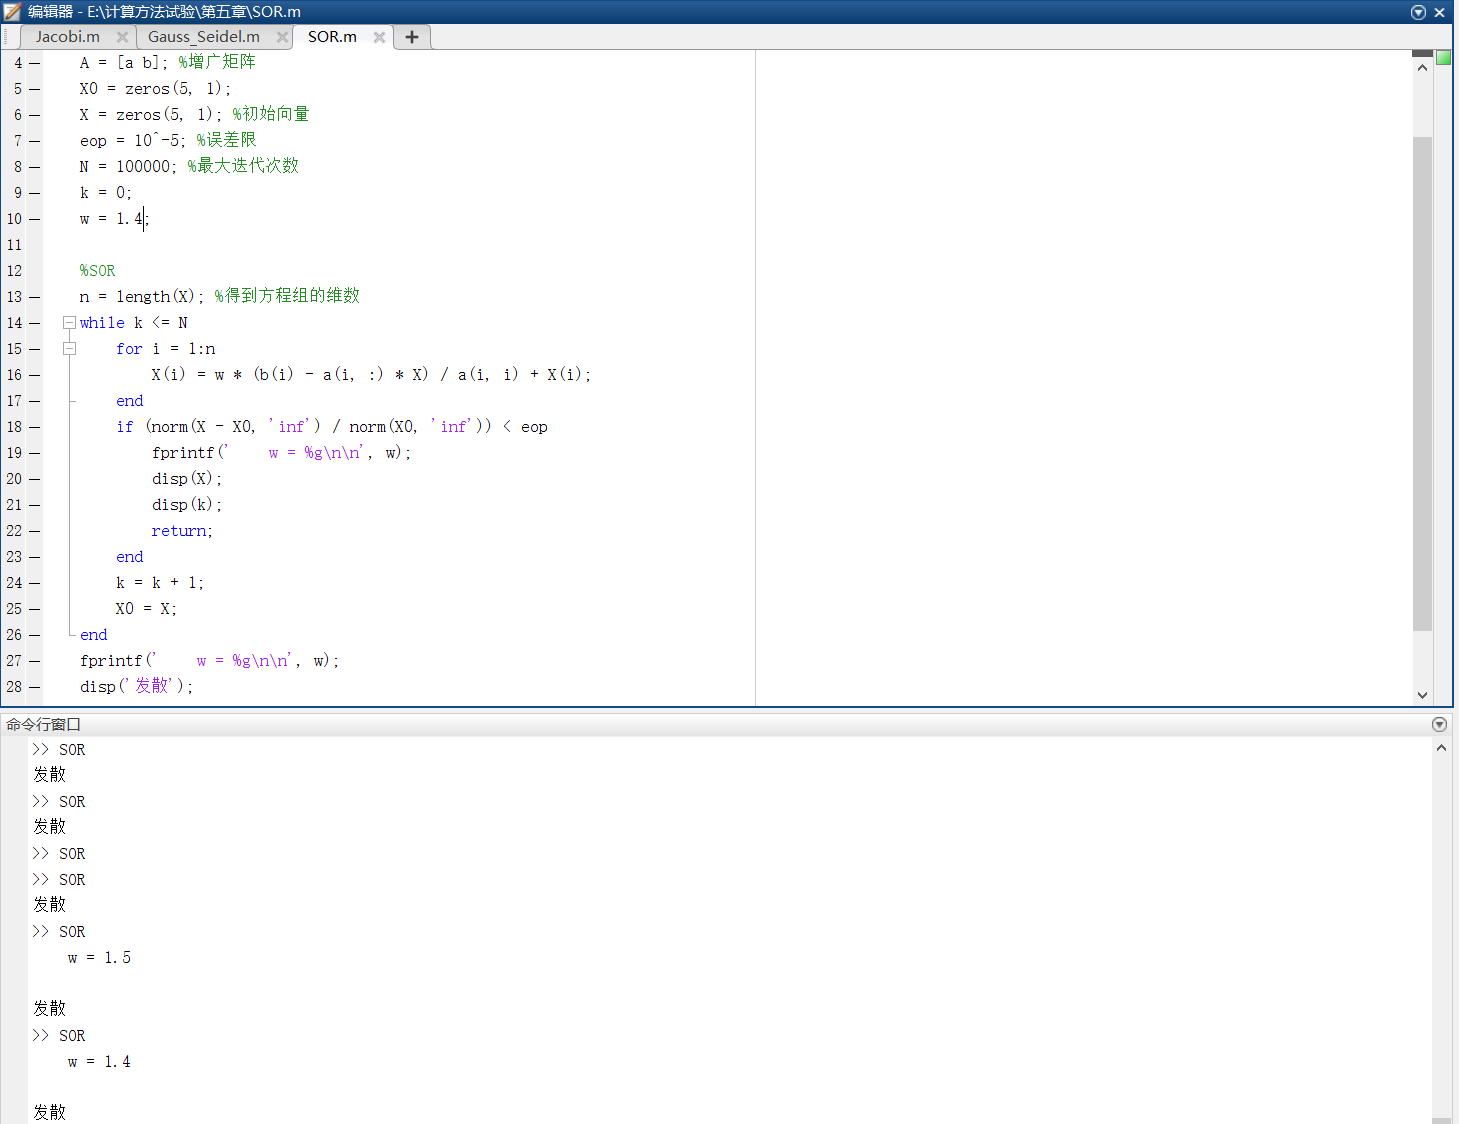 编辑器 - E:\计算方法试验\第五章\SOR.m
Jacobi.m Gauss_Seidel.m SOR.m
4 A = [a b]; %增广矩阵
5 X0 = zeros(5, 1);
6 X = zeros(5, 1); %初始向量
7 eop = 10^-5; %误差限
8 N = 100000; %最大迭代次数
9 k = 0;
10 w = 1.4;
11
12 %SOR
13 n = length(X); %得到方程组的维数
14 while k <= N
15 for i = 1:n
16 X(i) = w * (b(i) - a(i, :) * X) / a(i, i) + X(i);
17 end
18 if (norm(X - X0, 'inf') / norm(X0, 'inf')) < eop
19 fprintf('    w = %g\n\n', w);
20 disp(X);
21 disp(k);
22 return;
23 end
24 k = k + 1;
25 X0 = X;
26 end
27 fprintf('    w = %g\n\n', w);
28 disp('发散');
命令行窗口
>> SOR
发散
>> SOR
发散
>> SOR
>> SOR
发散
>> SOR
w = 1.5
发散
>> SOR
w = 1.4
发散